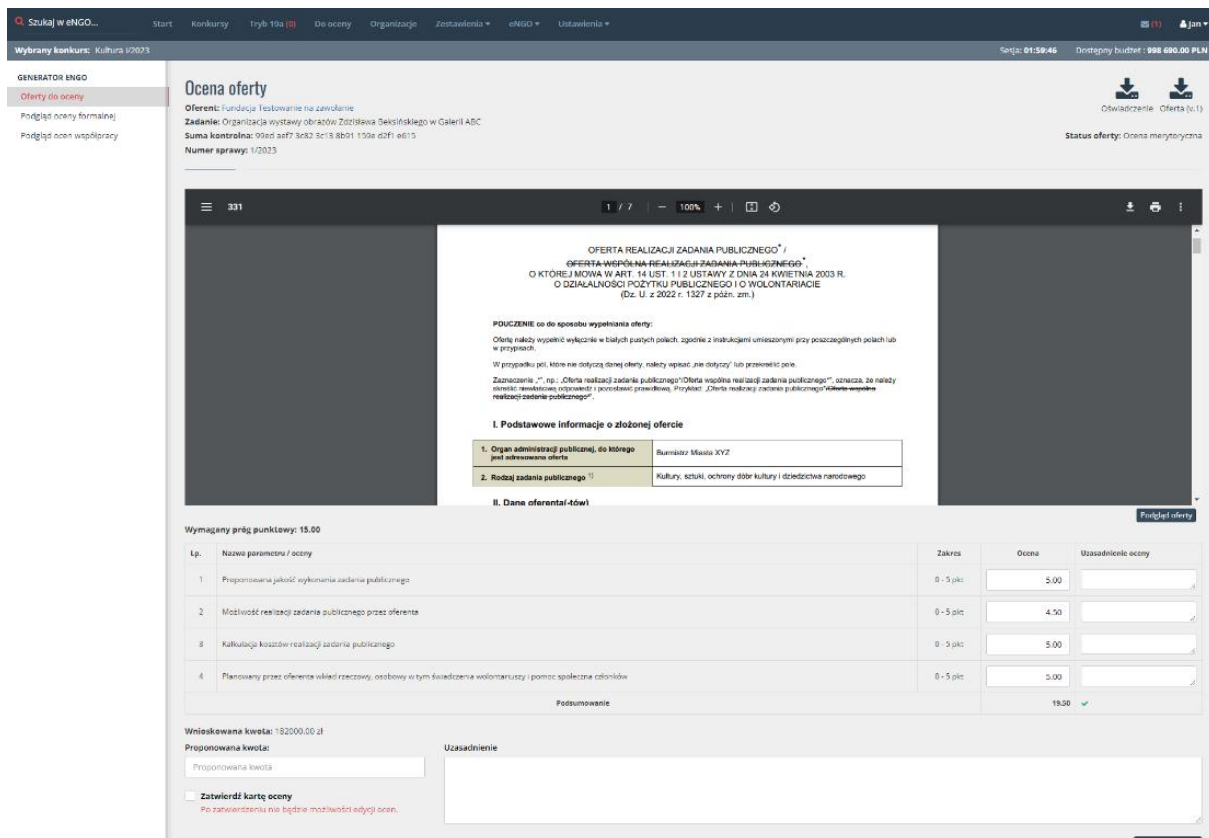 Szukaj w eNGO...
Start Konkursy Tryb 19a (0) Do oceny Organizacje Zestawienia eNGO Ustawienia
(1) Jan
Wybrany konkurs: Kultura I/2023
Sesja: 01:59:46 Dostępny budżet : 998 690.00 PLN
GENERATOR ENGO
Oferty do oceny
Podgląd oceny formalnej
Podgląd ocen współpracy
Ocena oferty
Oferent: Fundacja Testowanie na zawołanie
Zadanie: Organizacja wystawy obrazów Zdzisława Beksińskiego w Galerii ABC
Suma kontrolna: 99ed aef7 3c82 3c13 8b91 159e d2f1 e615
Numer sprawy: 1/2023
Oświadczenie Oferta (v.1)
Status oferty: Ocena merytoryczna
331
1 / 7 − 100% +
OFERTA REALIZACJI ZADANIA PUBLICZNEGO* /
OFERTA WSPÓLNA REALIZACJI ZADANIA PUBLICZNEGO*,
O KTÓREJ MOWA W ART. 14 UST. 1 I 2 USTAWY Z DNIA 24 KWIETNIA 2003 R.
O DZIAŁALNOŚCI POŻYTKU PUBLICZNEGO I O WOLONTARIACIE
(Dz. U. z 2022 r. 1327 z późn. zm.)
POUCZENIE co do sposobu wypełniania oferty:
Ofertę należy wypełnić wyłącznie w białych pustych polach, zgodnie z instrukcjami umieszonymi przy poszczególnych polach lub
w przypisach.
W przypadku pól, które nie dotyczą danej oferty, należy wpisać „nie dotyczy" lub przekreślić pole.
Zaznaczenie „*", np.: „Oferta realizacji zadania publicznego*/Oferta wspólna realizacji zadania publicznego*", oznacza, że należy
skreślić niewłaściwą odpowiedź i pozostawić prawidłową. Przykład: „Oferta realizacji zadania publicznego*/Oferta wspólna
realizacji zadania publicznego*".
I. Podstawowe informacje o złożonej ofercie
1. Organ administracji publicznej, do którego
jest adresowana oferta
Burmistrz Miasta XYZ
2. Rodzaj zadania publicznego 1)
Kultury, sztuki, ochrony dóbr kultury i dziedzictwa narodowego
II. Dane oferenta(-tów)
Podgląd oferty
Wymagany próg punktowy: 15.00
Lp. Nazwa parametru / oceny Zakres Ocena Uzasadnienie oceny
1 Proponowana jakość wykonania zadania publicznego 0 - 5 pkt 5.00
2 Możliwość realizacji zadania publicznego przez oferenta 0 - 5 pkt 4.50
3 Kalkulacja kosztów realizacji zadania publicznego 0 - 5 pkt 5.00
4 Planowany przez oferenta wkład rzeczowy, osobowy w tym świadczenia wolontariuszy i pomoc społeczna członków 0 - 5 pkt 5.00
Podsumowanie 19.50
Wnioskowana kwota: 182000.00 zł
Proponowana kwota:
Uzasadnienie
Proponowana kwota
Zatwierdź kartę oceny
Po zatwierdzeniu nie będzie możliwości edycji ocen.